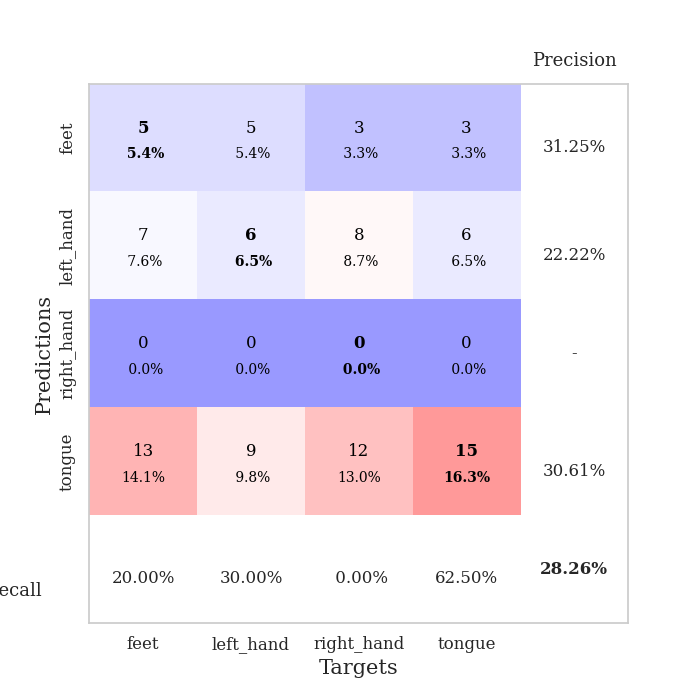 Precision
feet
5 5 3 3
5.4% 5.4% 3.3% 3.3%
31.25%
left_hand
7 6 8 6
7.6% 6.5% 8.7% 6.5%
22.22%
Predictions
right_hand
0 0 0 0
0.0% 0.0% 0.0% 0.0%
-
tongue
13 9 12 15
14.1% 9.8% 13.0% 16.3%
30.61%
ecall
20.00% 30.00% 0.00% 62.50%
28.26%
feet left_hand right_hand tongue
Targets